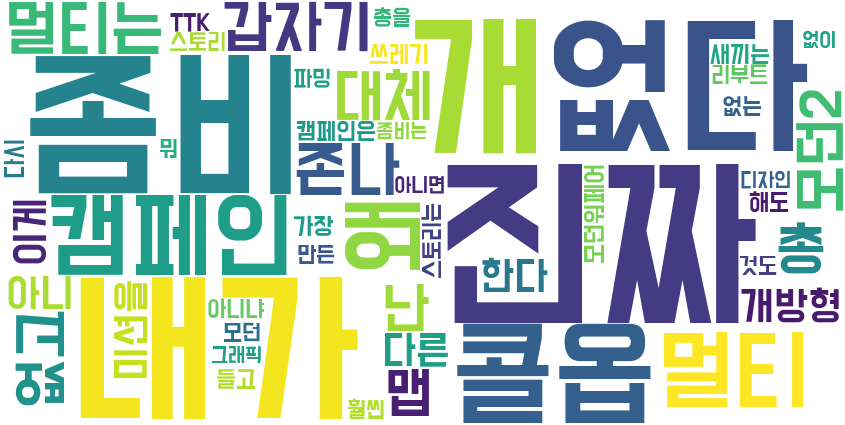 멀티는
TTK
스토리
갑자기
총을
쓰레기
개
없다
새끼는
리부트
없이
좀비
파밍
대체
없는
모던2
캠페인은
좀비는
다시
뭐
존나
아니면
진짜
모던워페어
디자인
해도
이게
캠페인
가장
만든
왜
스토리는
한다
것도
총
아니
미션을
내가
아니냐
모던
그래픽
들고
난
다른
콜옵
개방형
멀티
없고
맵
훨씬